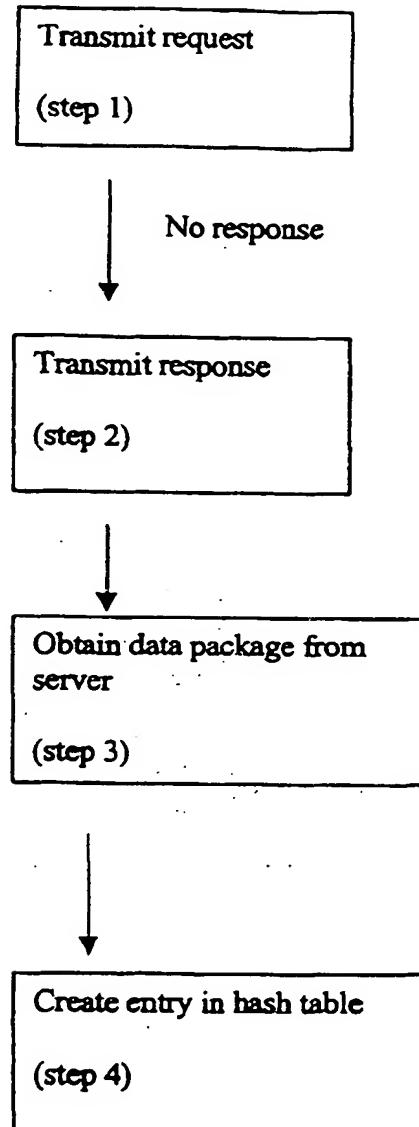 Transmit request
(step 1)
No response
Transmit response
(step 2)
Obtain data package from
server
(step 3)
Create entry in hash table
(step 4)